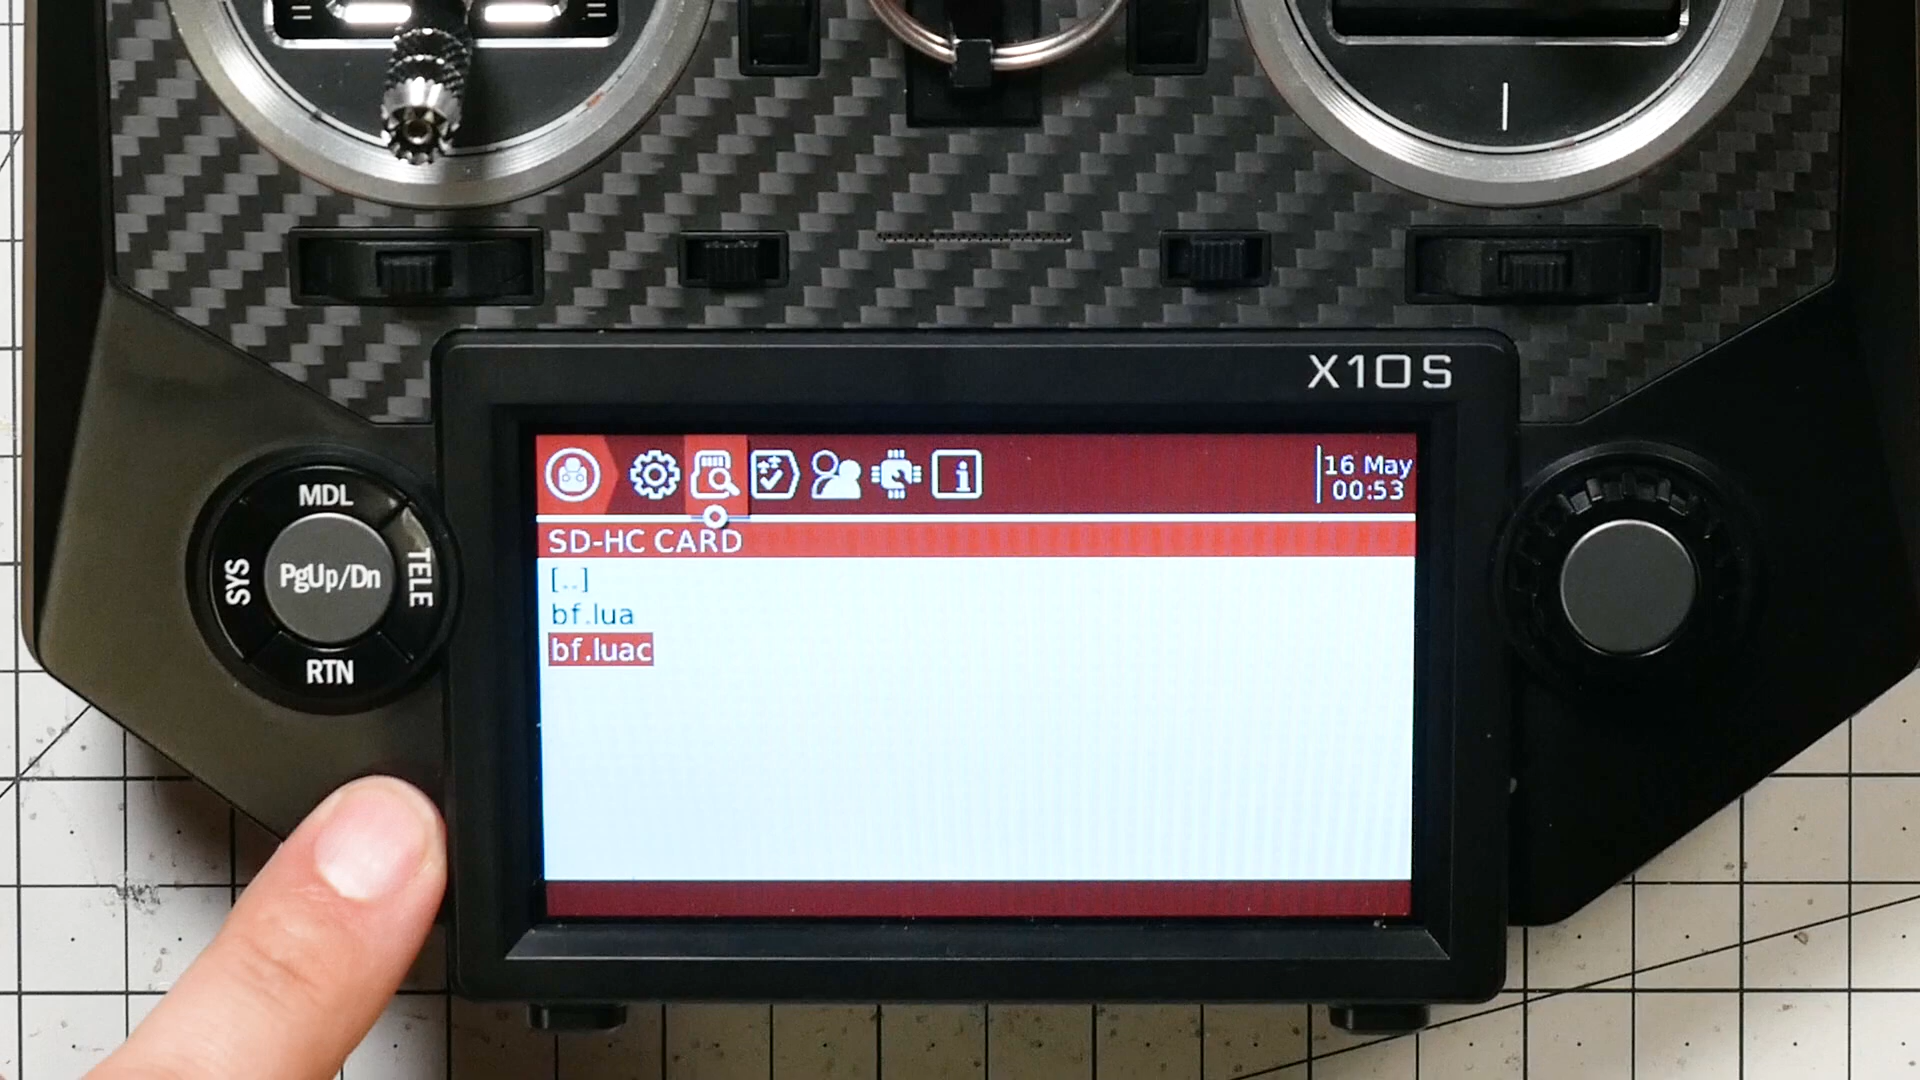 X10S
16 May
00:53
SD-HC CARD
[..]
bf.lua
bf.luac
MDL
SYS
PgUp/Dn
TELE
RTN